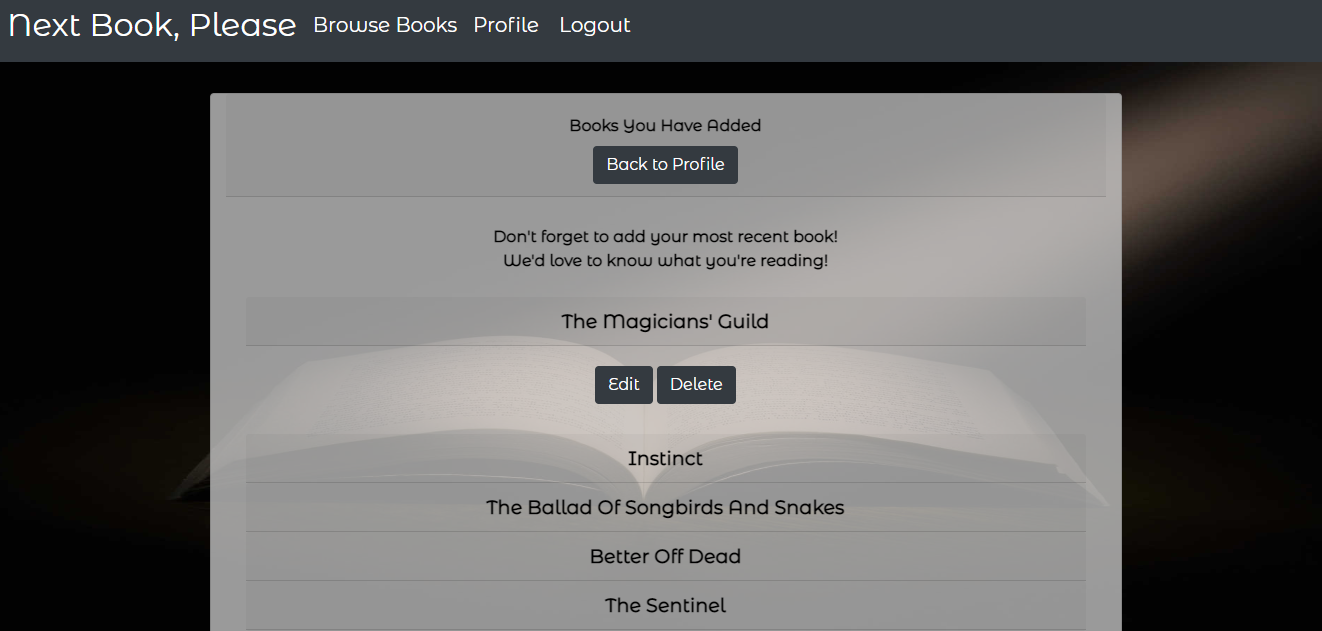 Next Book, Please Browse Books Profile Logout
Books You Have Added
Back to Profile
Don't forget to add your most recent book!
We'd love to know what you're reading!
The Magicians' Guild
Edit Delete
Instinct
The Ballad Of Songbirds And Snakes
Better Off Dead
The Sentinel